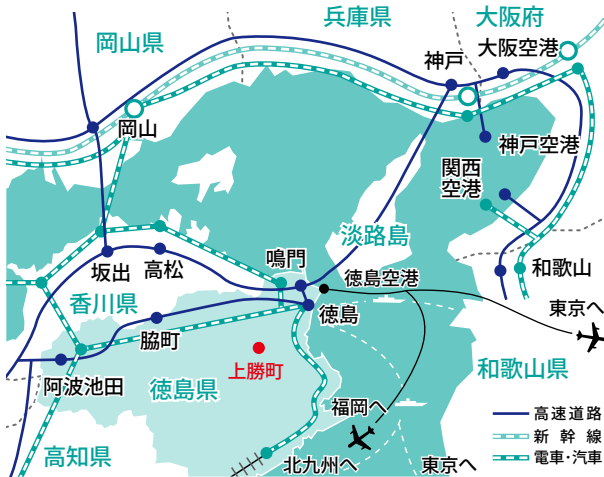 兵庫県
大阪府
岡山県
神戸
大阪空港
岡山
神戸空港
関西
空港
淡路島
鳴門
坂出
高松
徳島空港
和歌山
香川県
徳島
東京へ
脇町
上勝町
阿波池田
徳島県
和歌山県
福岡へ
高速道路
新幹線
電車・汽車
高知県
北九州へ
東京へ